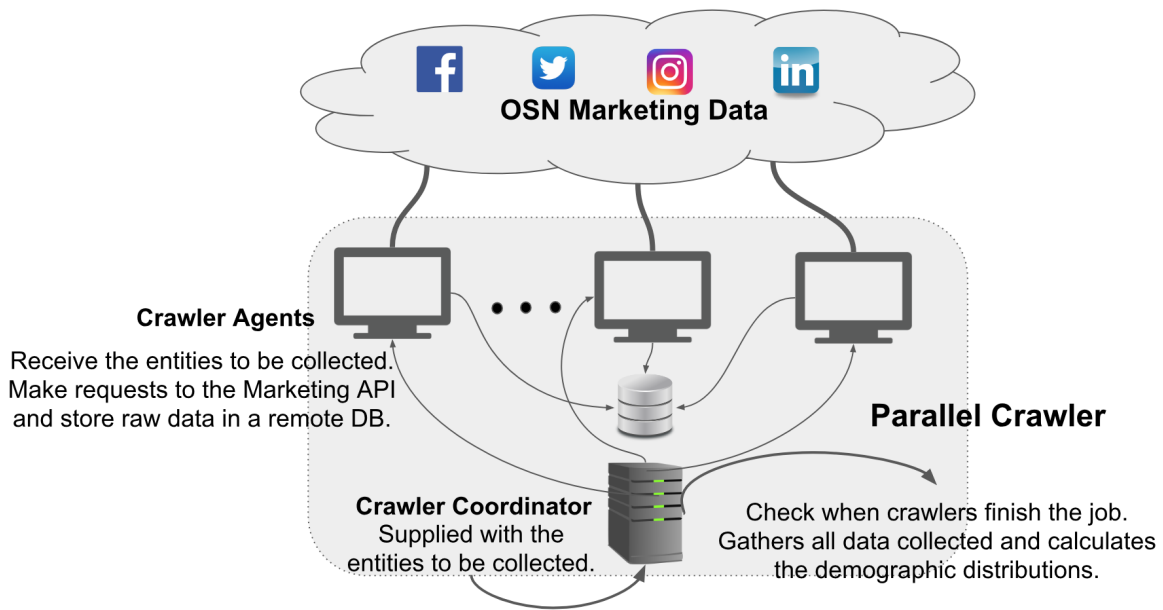 f
in
OSN Marketing Data
Crawler Agents
Receive the entities to be collected.
Make requests to the Marketing API
and store raw data in a remote DB.
Parallel Crawler
Crawler Coordinator
Supplied with the
entities to be collected.
Check when crawlers finish the job.
Gathers all data collected and calculates
the demographic distributions.